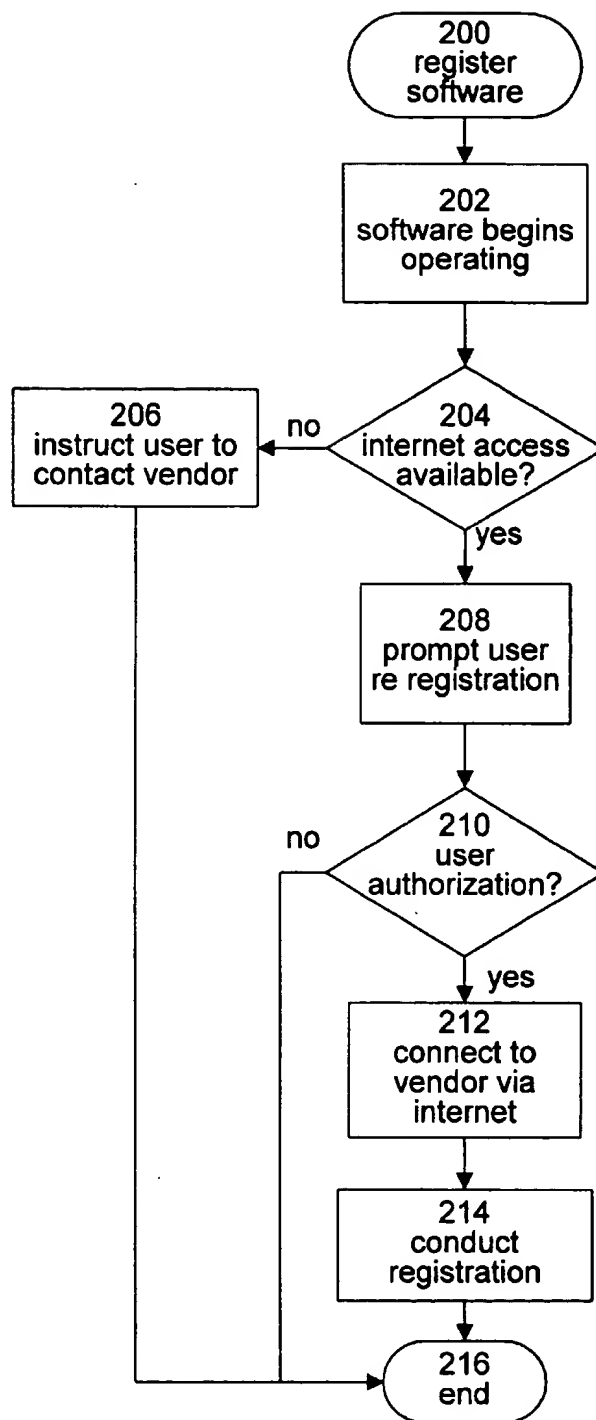 200
register
software
202
software begins
operating
206
instruct user to
contact vendor
no
204
internet access
available?
yes
208
prompt user
re registration
no
210
user
authorization?
yes
212
connect to
vendor via
internet
214
conduct
registration
216
end